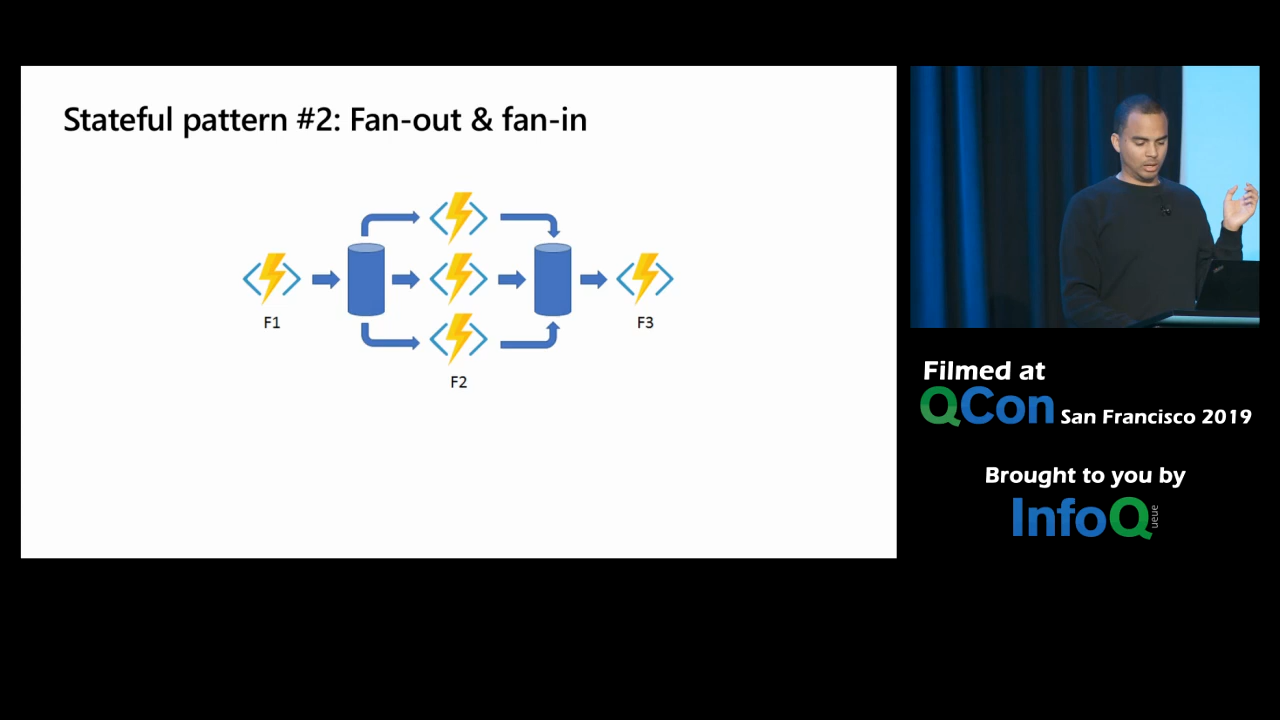 Stateful pattern #2: Fan-out & fan-in
F1
F2
F3
Filmed at
QCon San Francisco 2019
Brought to you by
InfoQ
ueue